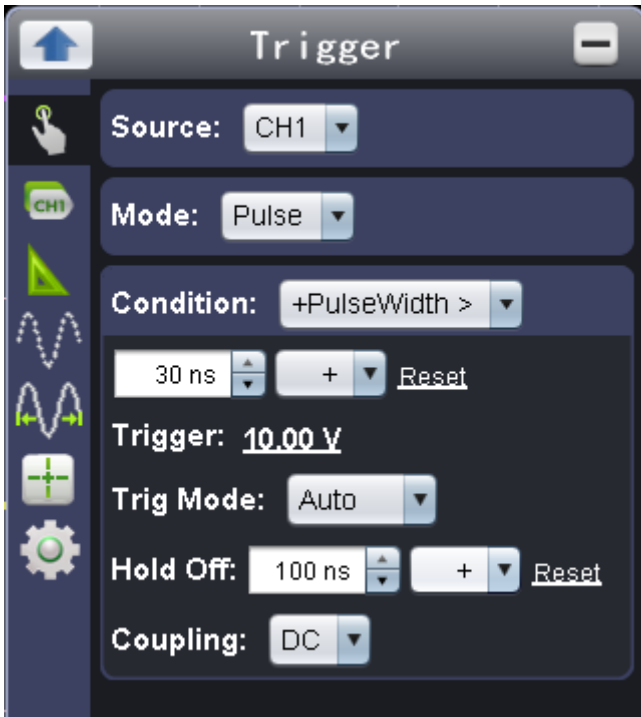 Trigger
Source: CH1
CH1
Mode: Pulse
Condition: +PulseWidth >
30 ns + Reset
Trigger: 10.00 V
Trig Mode: Auto
Hold Off: 100 ns + Reset
Coupling: DC